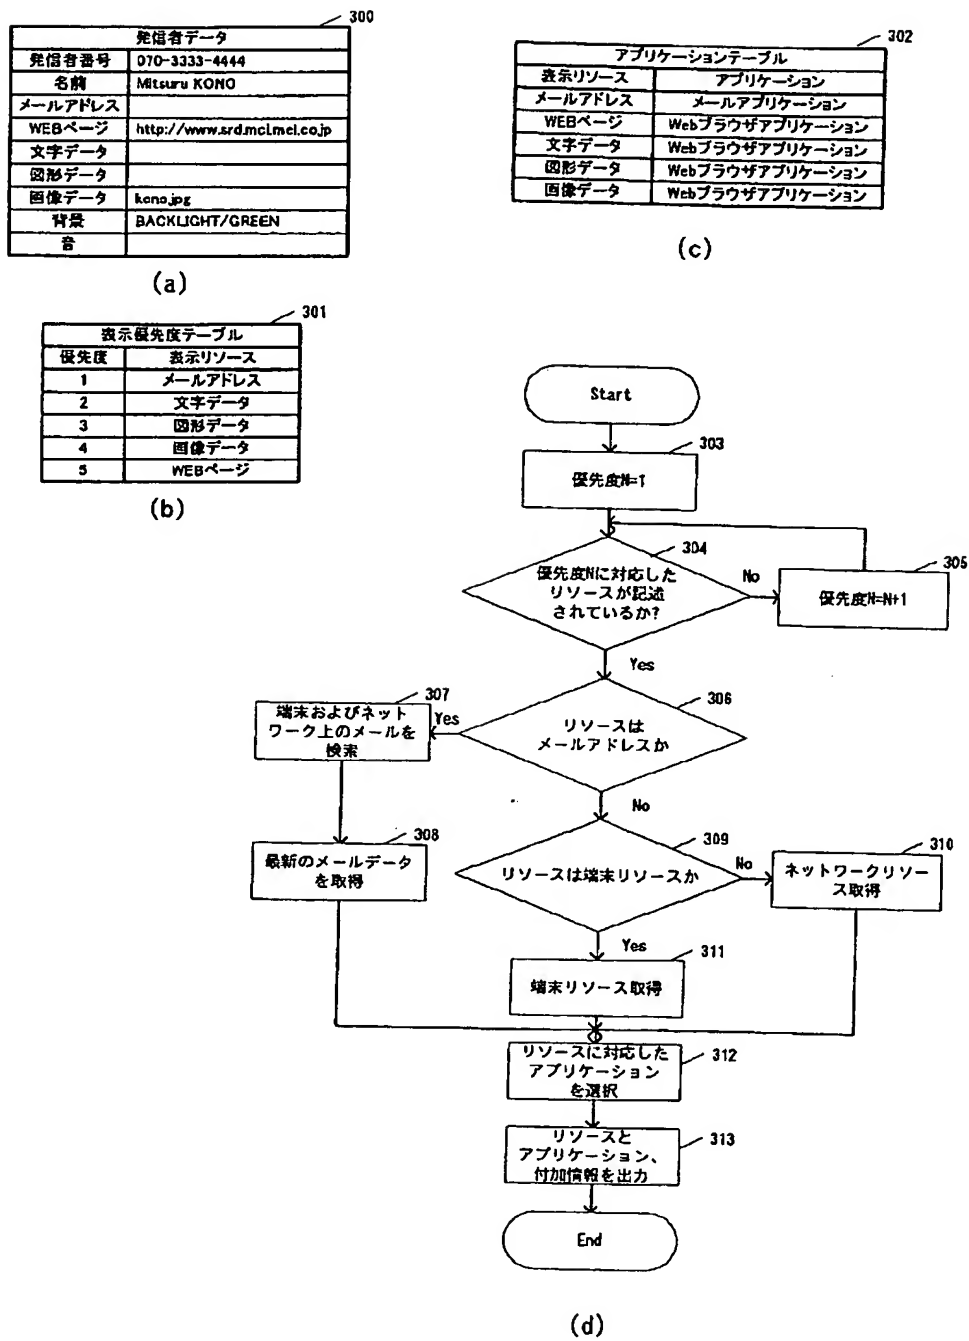 300
発信者データ
発信者番号 070-3333-4444
名前 Mitsuru KONO
メールアドレス
WEBページ http://www.srd.mcl.mel.co.jp
文字データ
図形データ
画像データ kono.jpg
背景 BACKLIGHT/GREEN
音
(a)
302
アプリケーションテーブル
表示リソース アプリケーション
メールアドレス メールアプリケーション
WEBページ Webブラウザアプリケーション
文字データ Webブラウザアプリケーション
図形データ Webブラウザアプリケーション
画像データ Webブラウザアプリケーション
(c)
301
表示優先度テーブル
優先度 表示リソース
1 メールアドレス
2 文字データ
3 図形データ
4 画像データ
5 WEBページ
(b)
Start
303
優先度N=1
304
優先度Nに対応した
リソースが記述
されているか?
No
305
優先度N=N+1
Yes
306
リソースは
メールアドレスか
Yes
307
端末およびネット
ワーク上のメールを
検索
No
308
最新のメールデータ
を取得
309
リソースは端末リソースか
No
310
ネットワークリソー
ス取得
Yes
311
端末リソース取得
312
リソースに対応した
アプリケーション
を選択
313
リソースと
アプリケーション、
付加情報を出力
End
(d)